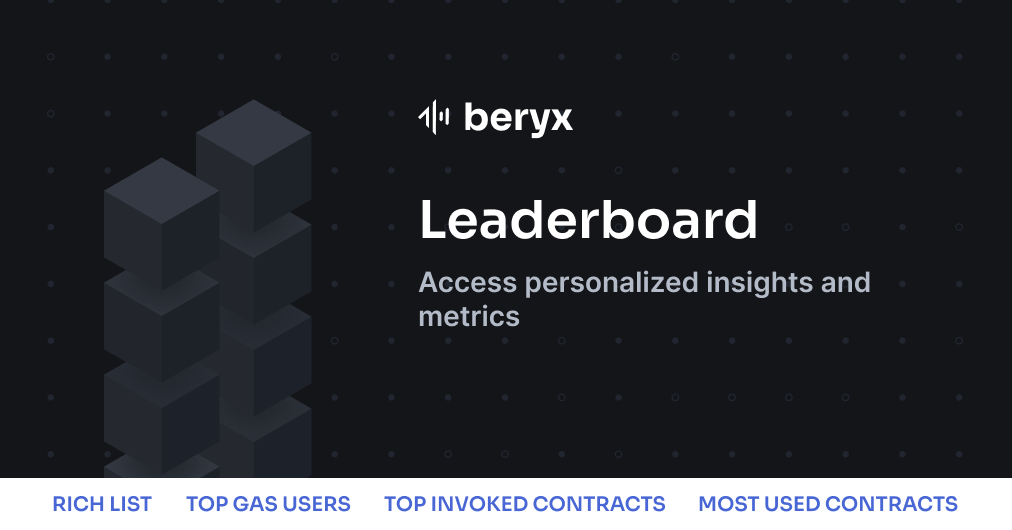 beryx
Leaderboard
Access personalized insights and
metrics
RICH LIST TOP GAS USERS TOP INVOKED CONTRACTS MOST USED CONTRACTS